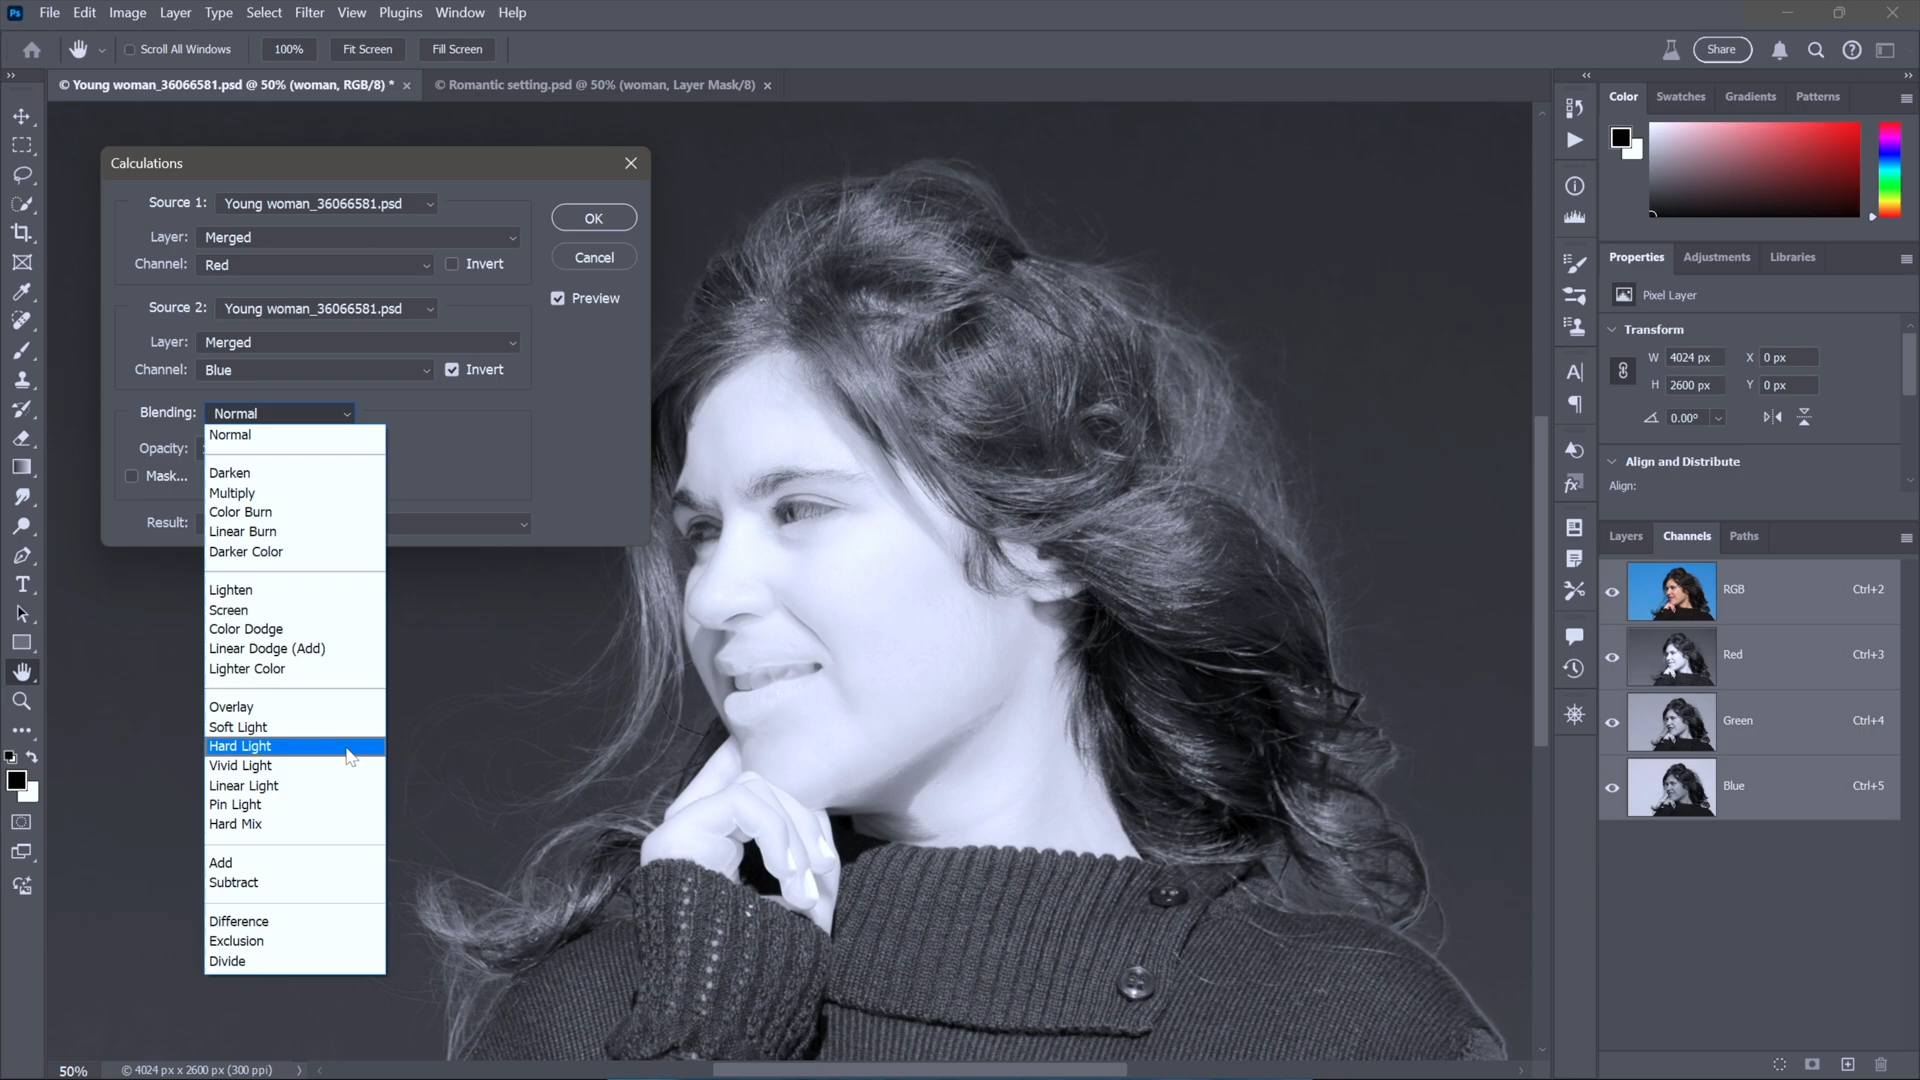 Ps File Edit Image Layer Type Select Filter View Plugins Window Help
Scroll All Windows 100% Fit Screen Fill Screen Share
© Young woman_36066581.psd @ 50% (woman, RGB/8) * × © Romantic setting.psd @ 50% (woman, Layer Mask/8) ×
Calculations
Source 1: Young woman_36066581.psd
Layer: Merged
Channel: Red Invert
Source 2: Young woman_36066581.psd
Layer: Merged
Channel: Blue Invert
Blending: Normal
Opacity:
Mask...
Result:
OK
Cancel
Preview
Normal
Darken
Multiply
Color Burn
Linear Burn
Darker Color
Lighten
Screen
Color Dodge
Linear Dodge (Add)
Lighter Color
Overlay
Soft Light
Hard Light
Vivid Light
Linear Light
Pin Light
Hard Mix
Add
Subtract
Difference
Exclusion
Divide
Color Swatches Gradients Patterns
Properties Adjustments Libraries
Pixel Layer
Transform
W 4024 px X 0 px
H 2600 px Y 0 px
0.00°
Align and Distribute
Align:
Layers Channels Paths
RGB Ctrl+2
Red Ctrl+3
Green Ctrl+4
Blue Ctrl+5
50% © 4024 px x 2600 px (300 ppi)